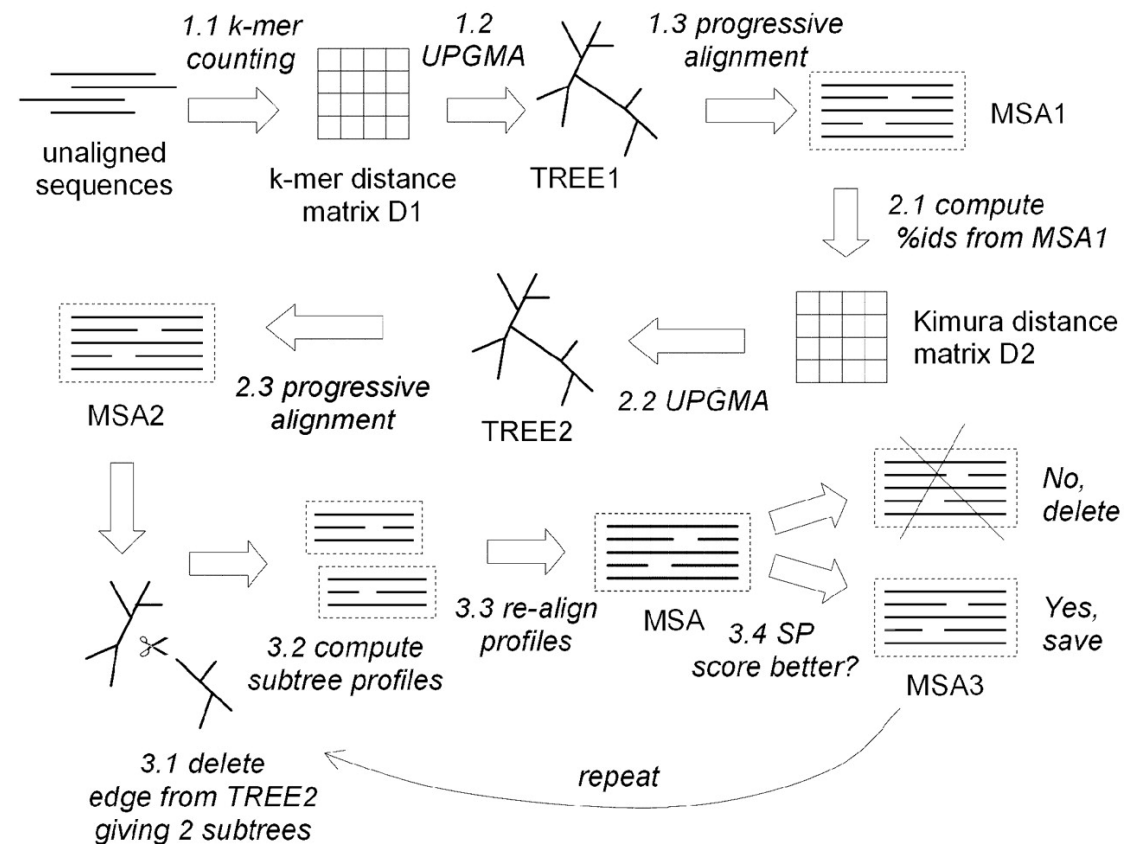 1.1 k-mer
counting
1.2
UPGMA
1.3 progressive
alignment
unaligned
sequences
k-mer distance
matrix D1
TREE1
MSA1
2.1 compute
%ids from MSA1
Kimura distance
matrix D2
2.2 UPGMA
TREE2
2.3 progressive
alignment
MSA2
3.1 delete
edge from TREE2
giving 2 subtrees
3.2 compute
subtree profiles
3.3 re-align
profiles
MSA
3.4 SP
score better?
No,
delete
Yes,
save
MSA3
repeat